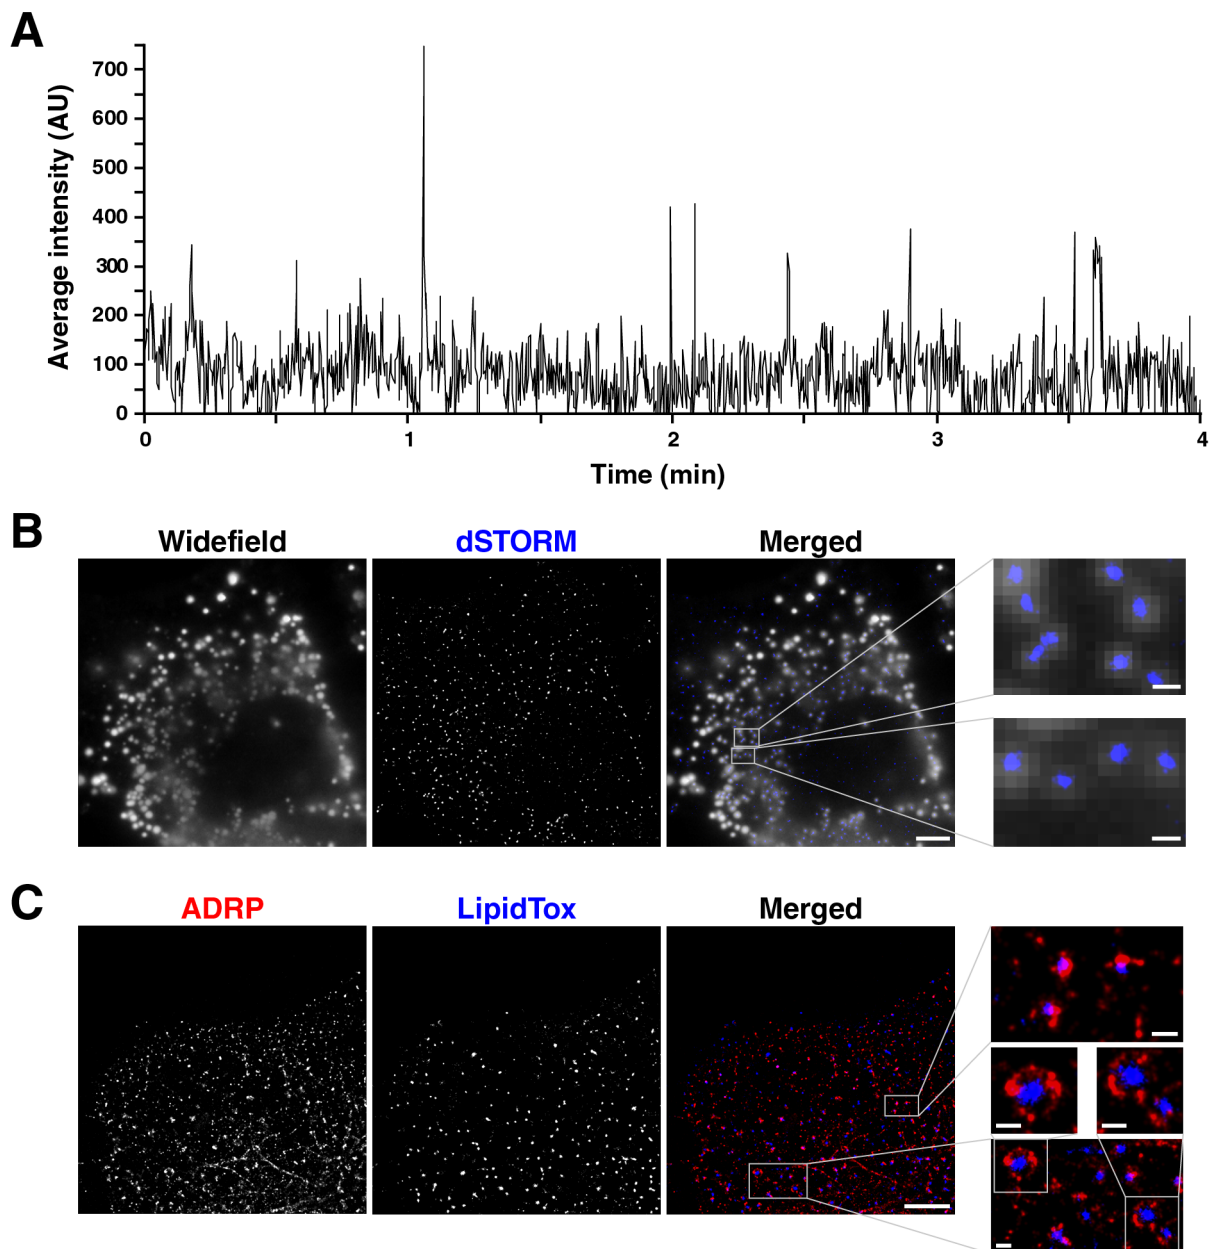 A
Average intensity (AU)
700
600
500
400
300
200
100
0
0 1 2 3 4
Time (min)
B
Widefield dSTORM Merged
C
ADRP LipidTox Merged